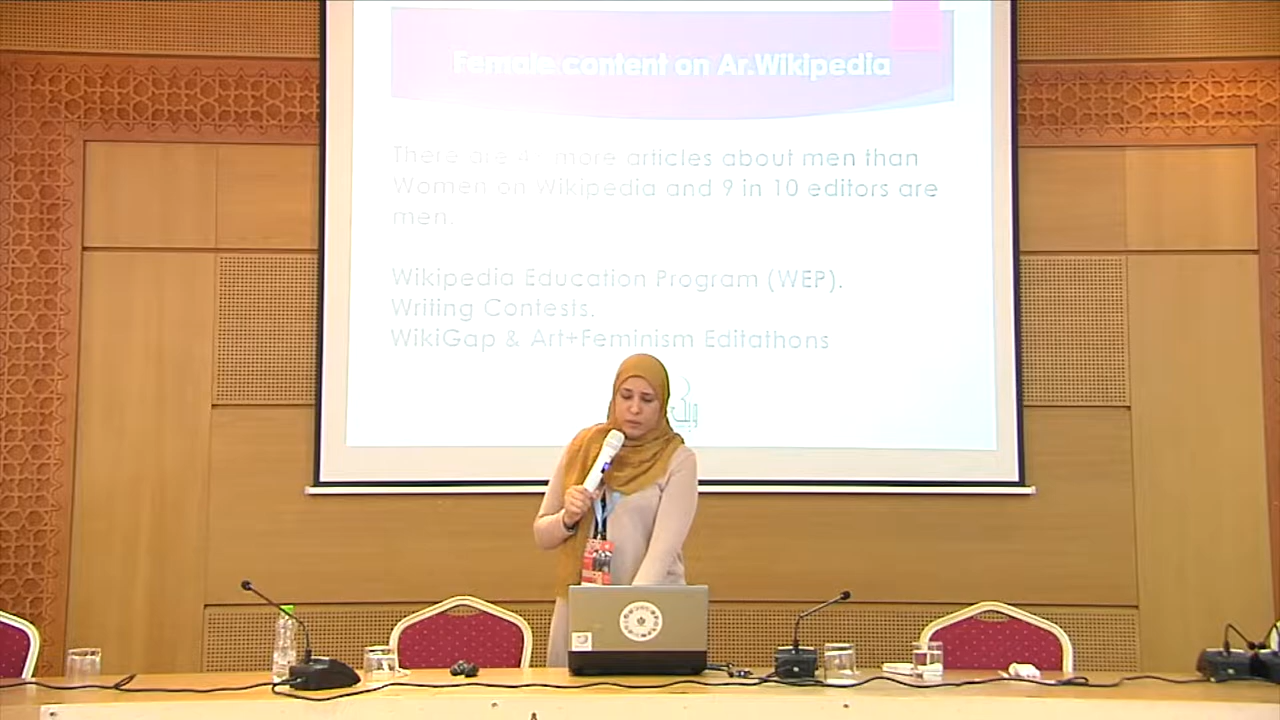 Female content on Ar.Wikipedia
There are more articles about men than
Women on Wikipedia and 9 in 10 editors are
men.
Wikipedia Education Program (WEP).
Writing Contests.
WikiGap & Art+Feminism Editathons